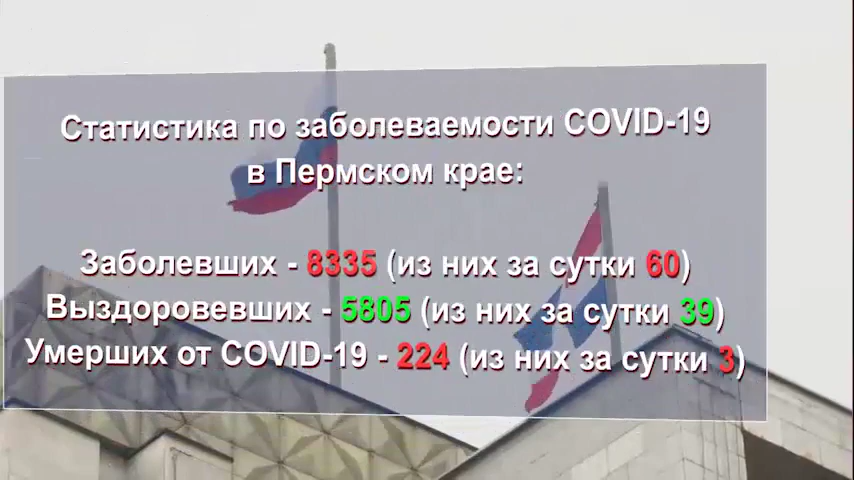 Статистика по заболеваемости COVID-19
в Пермском крае:
Заболевших - 8335 (из них за сутки 60)
Выздоровевших - 5805 (из них за сутки 39)
Умерших от COVID-19 - 224 (из них за сутки 3)